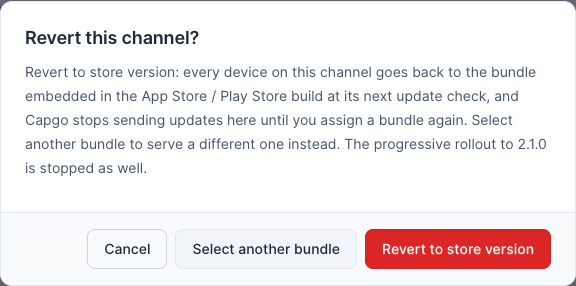 Revert this channel?
Revert to store version: every device on this channel goes back to the bundle
embedded in the App Store / Play Store build at its next update check, and
Capgo stops sending updates here until you assign a bundle again. Select
another bundle to serve a different one instead. The progressive rollout to 2.1.0
is stopped as well.
Cancel
Select another bundle
Revert to store version